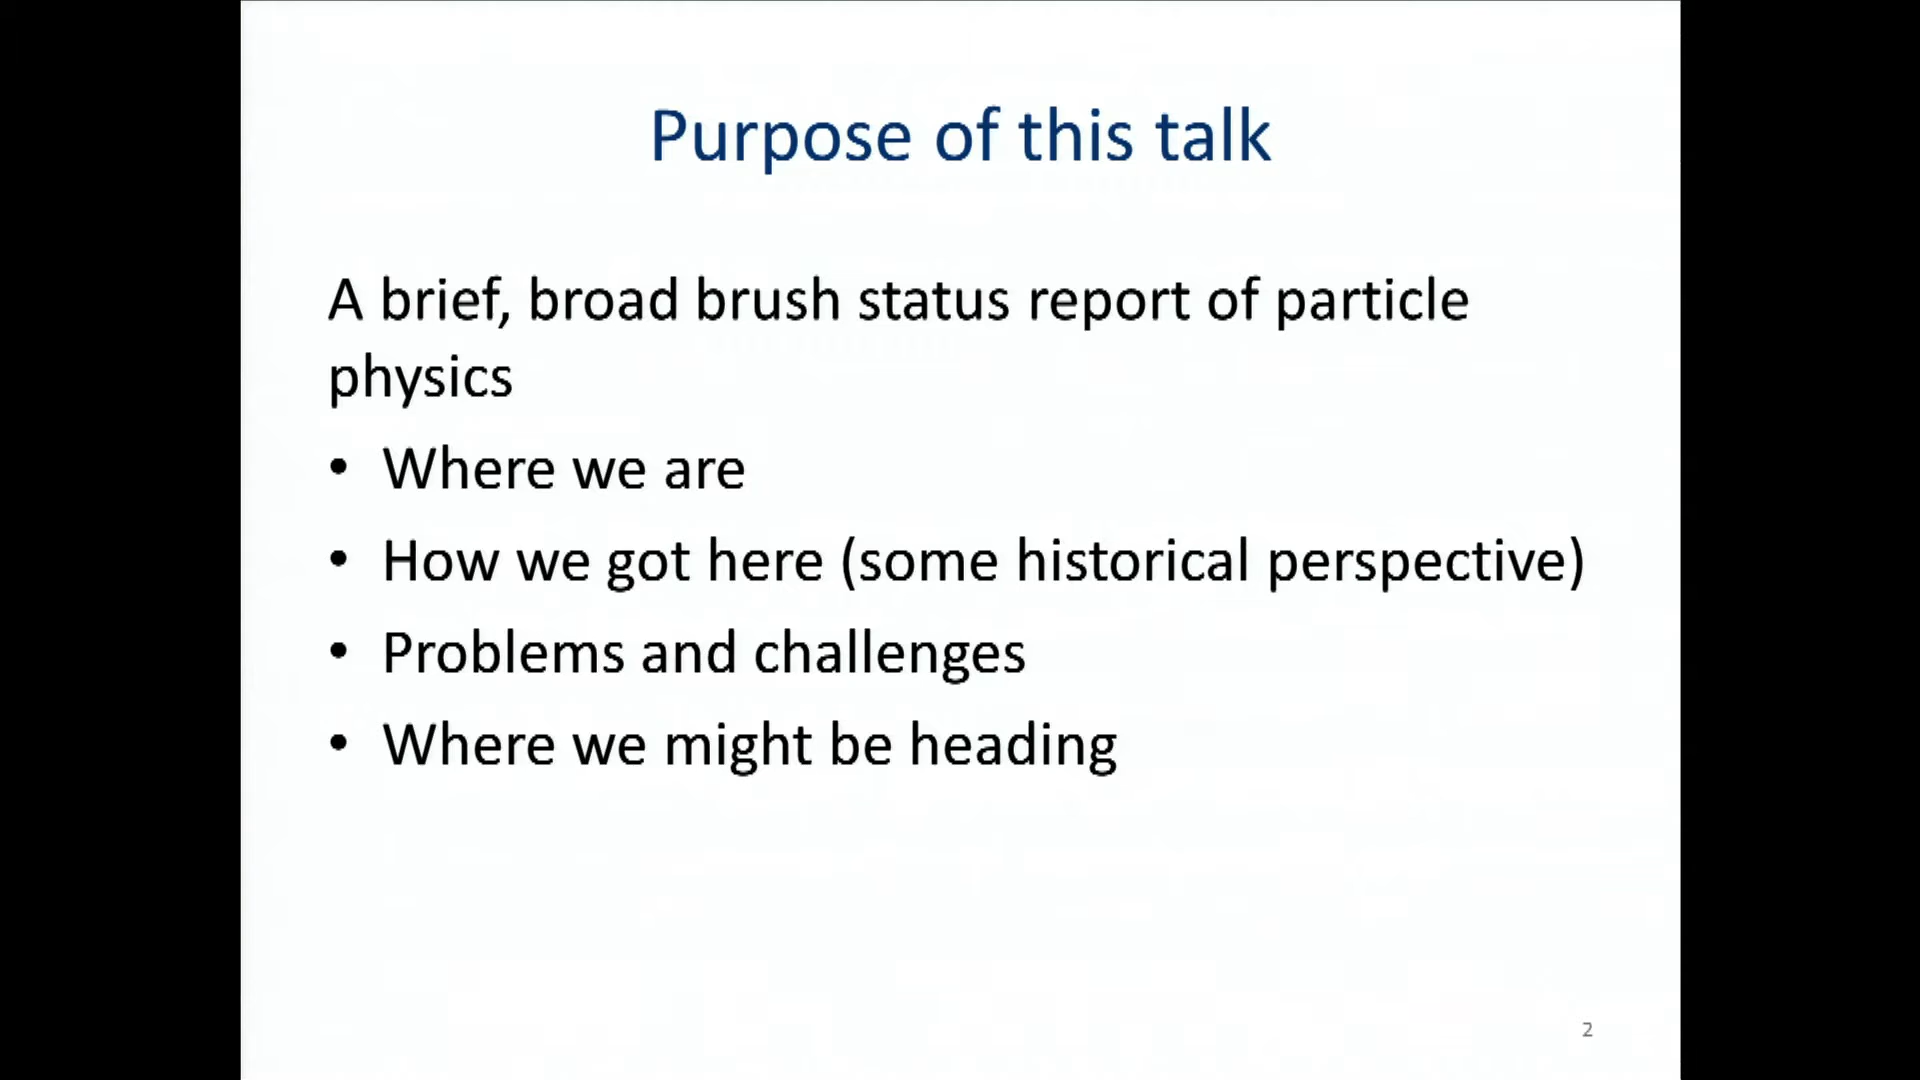 Purpose of this talk
A brief, broad brush status report of particle
physics
• Where we are
• How we got here (some historical perspective)
• Problems and challenges
• Where we might be heading
2